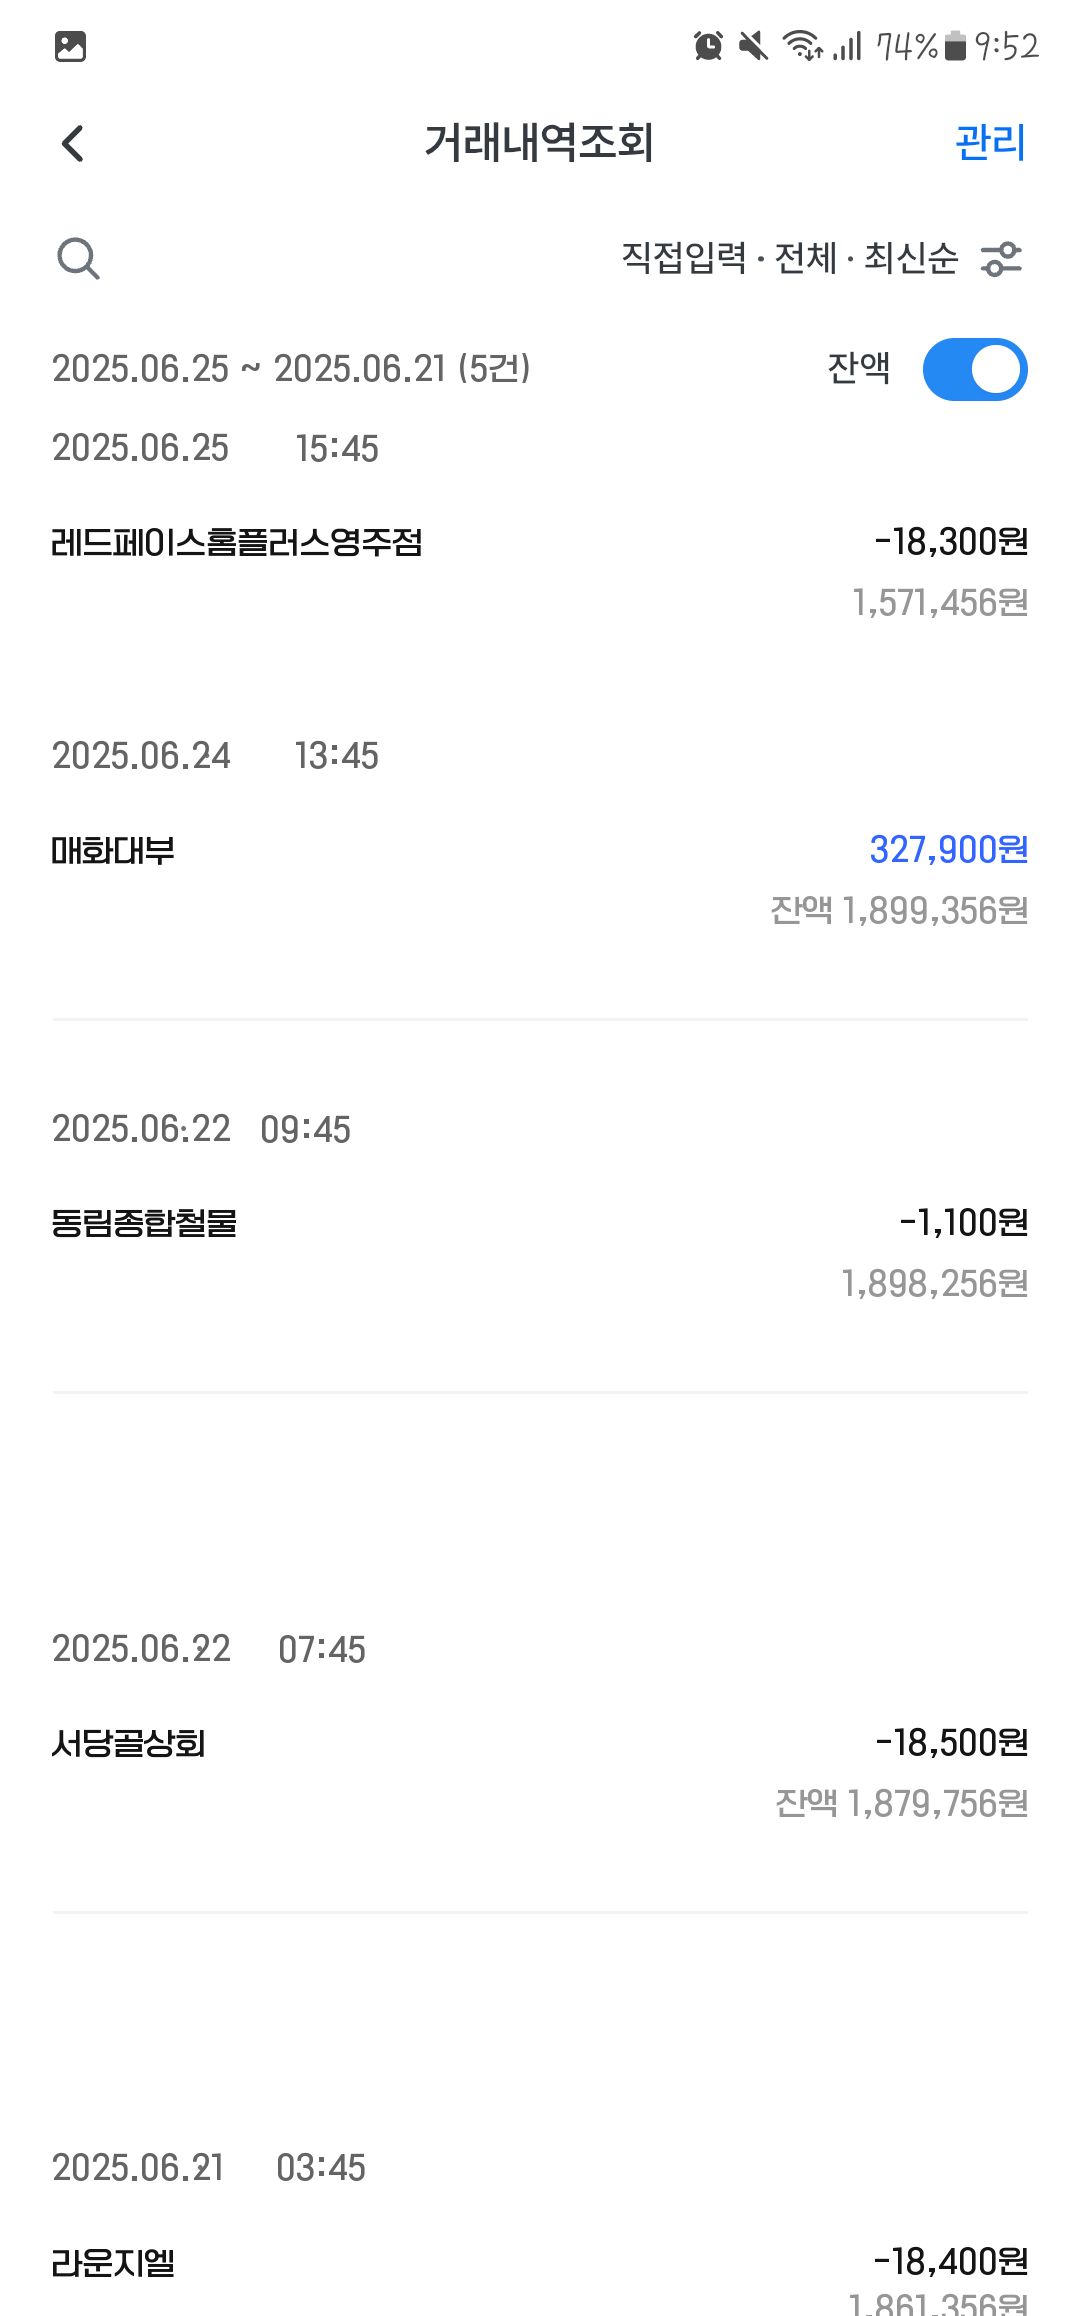 74% 9:52
거래내역조회 관리
직접입력 · 전체 · 최신순
2025.06.25 ~ 2025.06.21 (5건) 잔액
2025.06.25 15:45
레드페이스홈플러스영주점 -18,300원
1,571,456원
2025.06.24 13:45
매화대부 327,900원
잔액 1,899,356원
2025.06.22 09:45
동림종합철물 -1,100원
1,898,256원
2025.06.22 07:45
서당골상회 -18,500원
잔액 1,879,756원
2025.06.21 03:45
라운지엘 -18,400원
1,861,356원